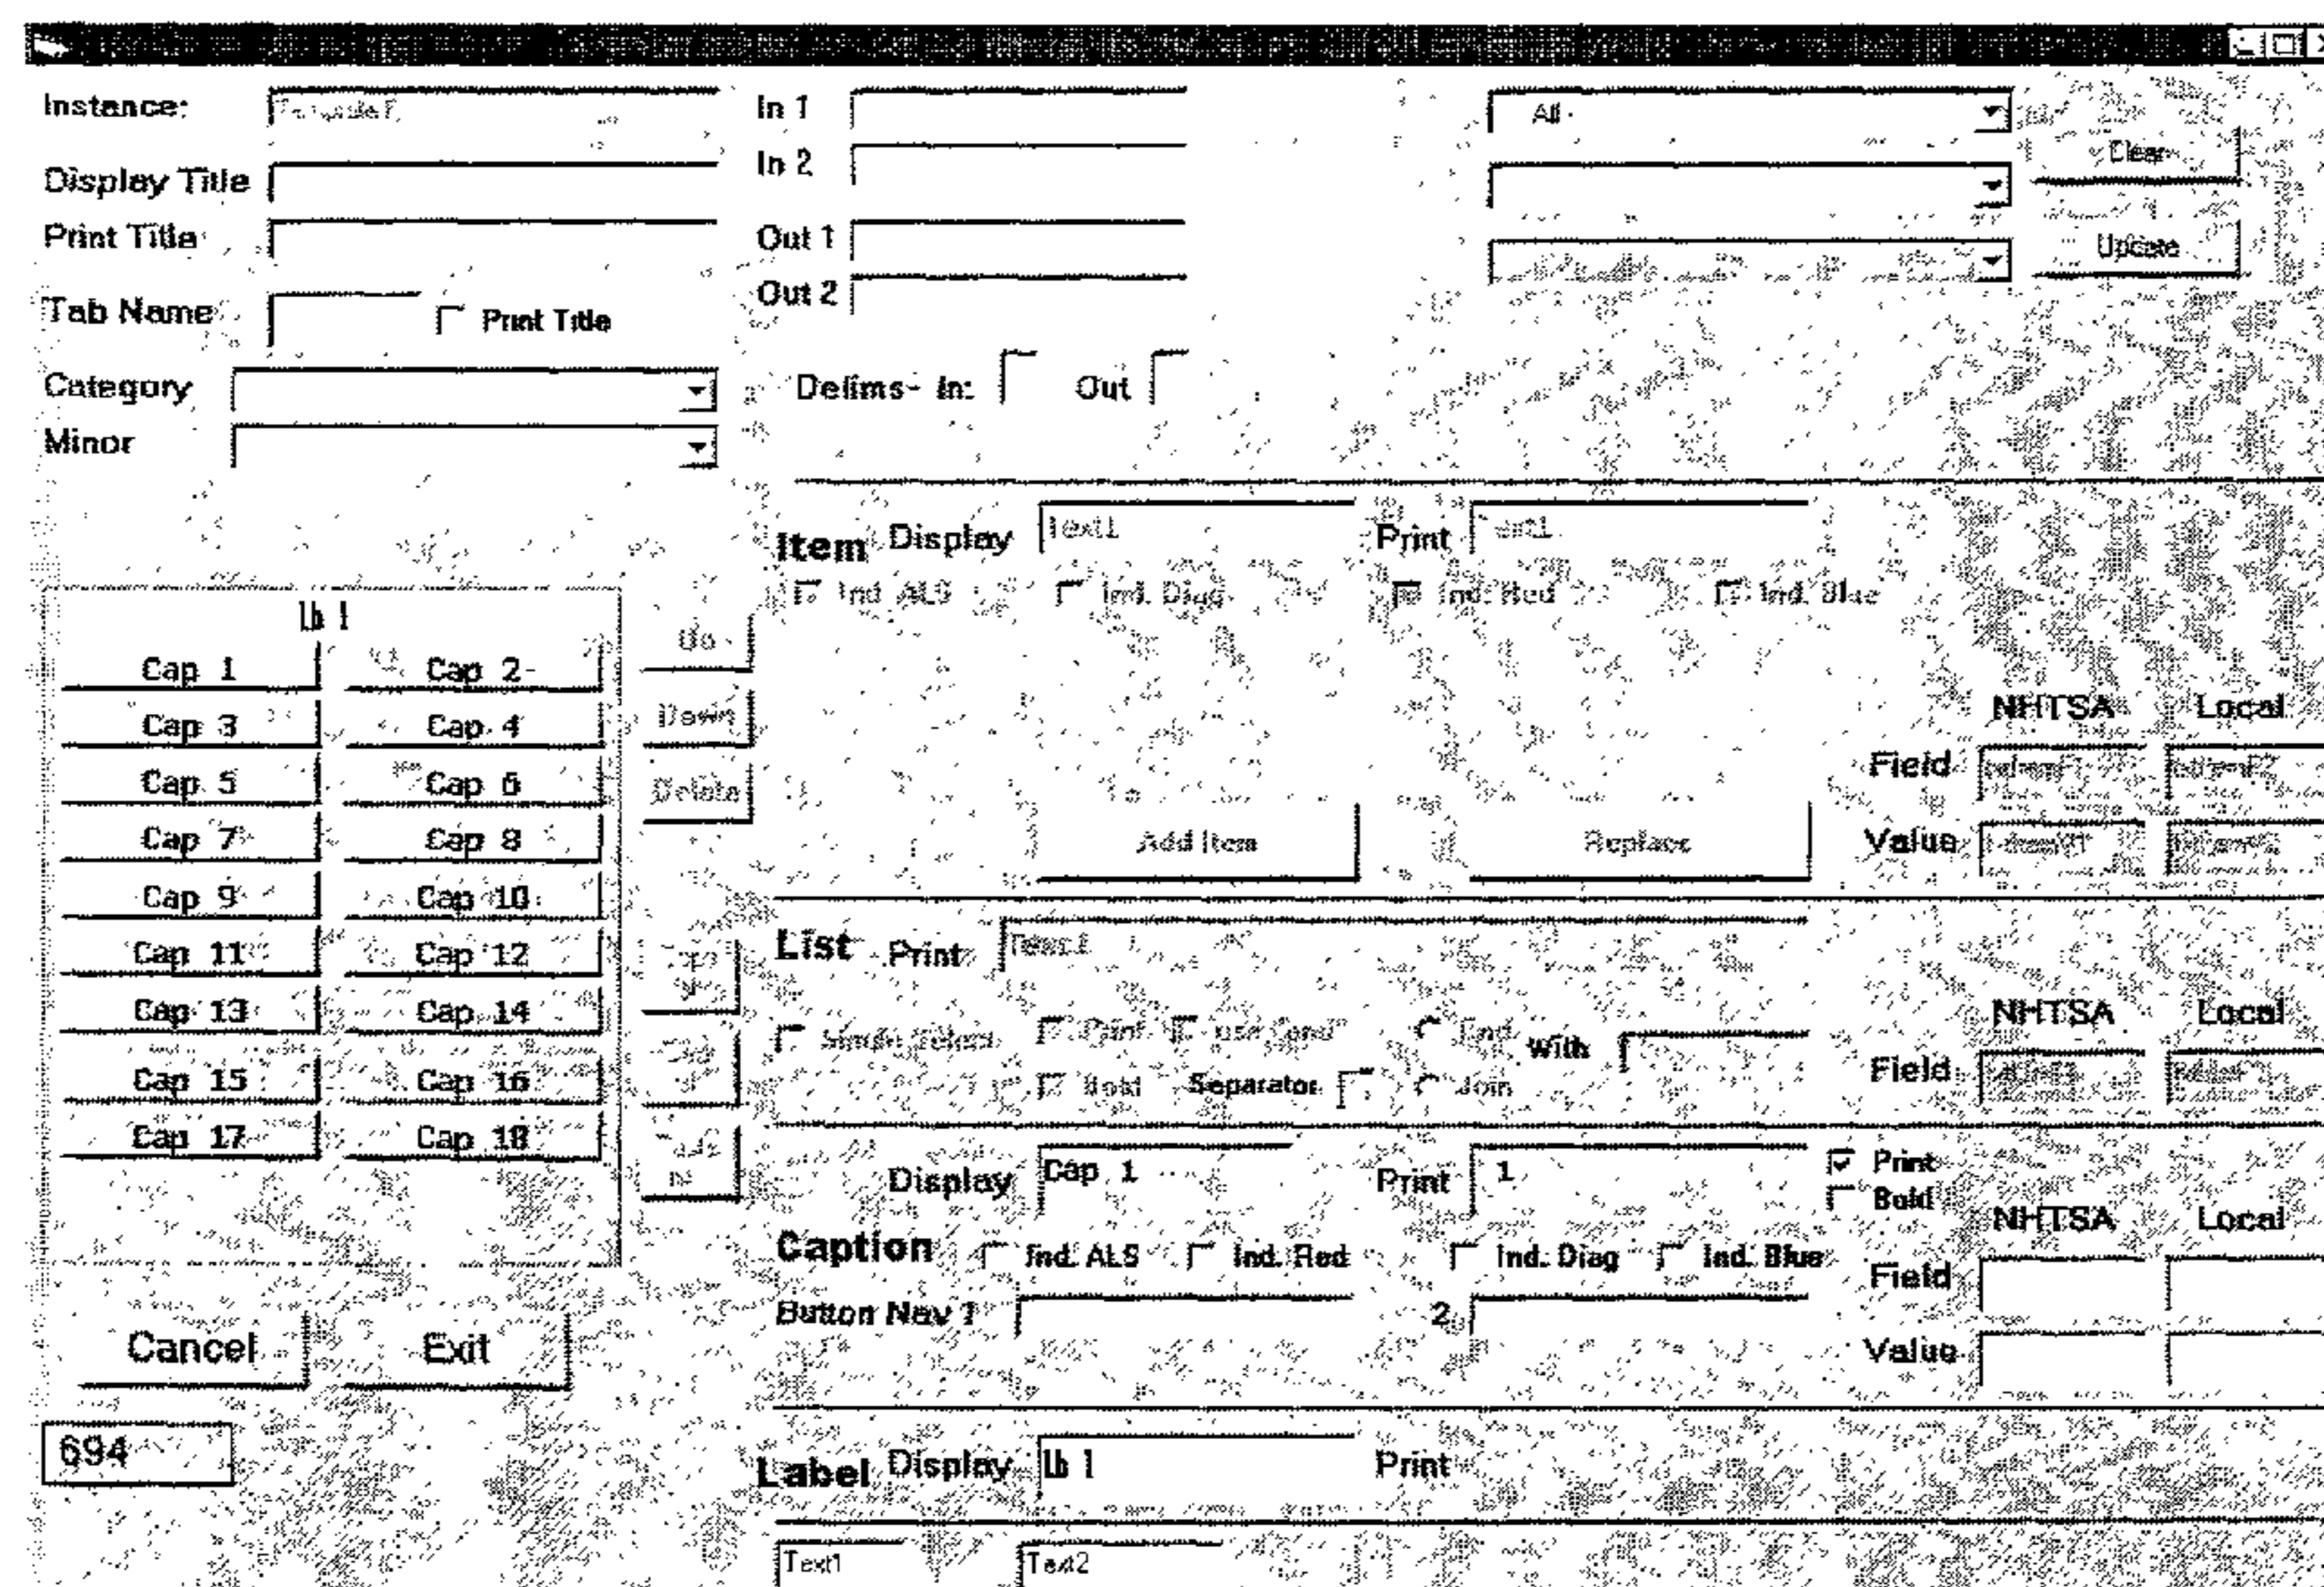 Instance: In 1 All
Display Title In 2 Clear
Print Title Out 1 Update
Tab Name Print Title Out 2
Category Delims- In: Out
Minor
Item Display Text1 Print
Ind. ALS Ind. Diag Ind. Red Ind. Blue
lb 1
Cap 1 Cap 2 Up
Cap 3 Cap 4 Down NHTSA Local
Cap 5 Cap 6 Delete Field
Cap 7 Cap 8 Add Item Replace Value
Cap 9 Cap 10
Cap 11 Cap 12 List Print Text1
Cap 13 Cap 14 NHTSA Local
Single Select Print End With
Cap 15 Cap 16 Bold Separator Join Field
Cap 17 Cap 18
Display Cap 1 Print 1 Print
Bold
NHTSA Local
Caption Ind. ALS Ind. Red Ind. Diag Ind. Blue Field
Button Nav 1 2
Cancel Exit Value
694 Label Display lb 1 Print
Text1 Text2